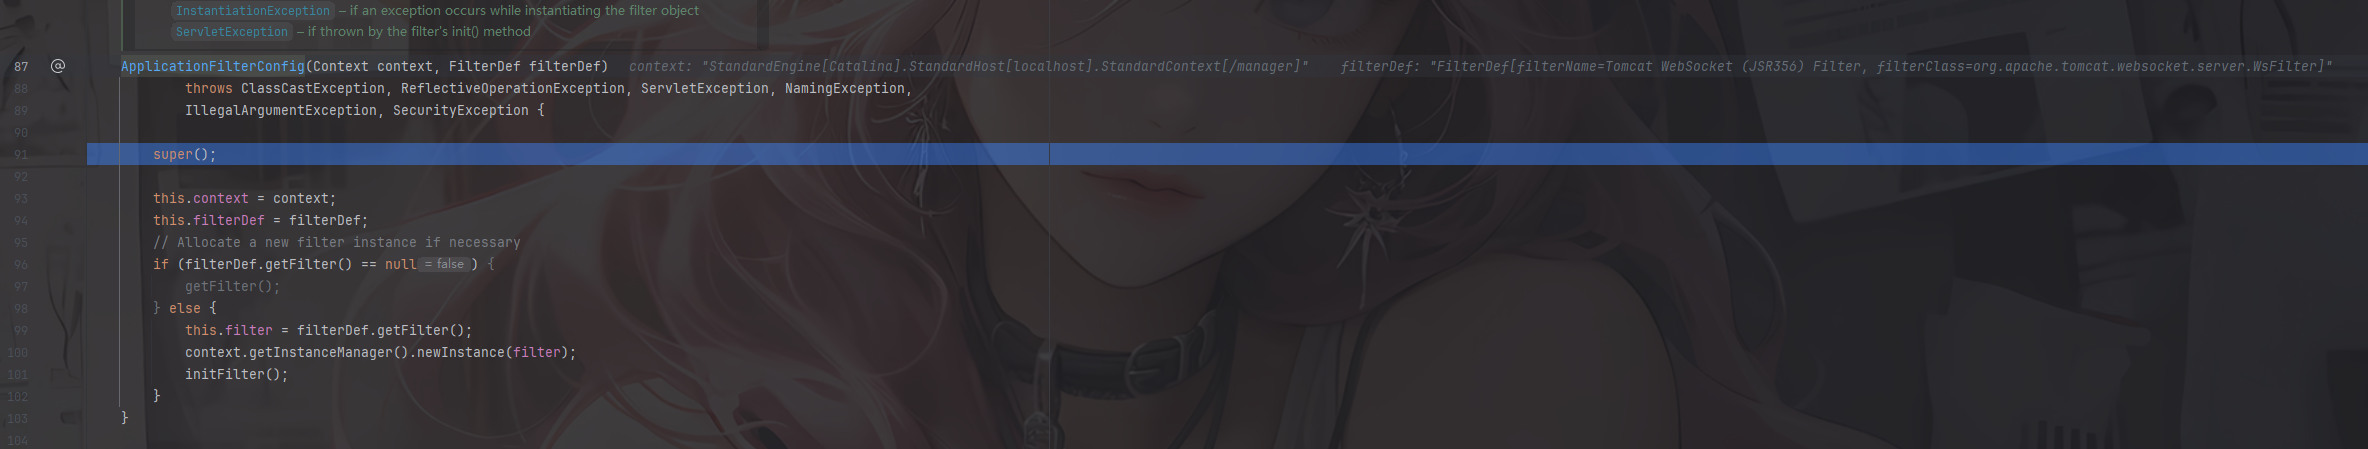 InstantiationException – if an exception occurs while instantiating the filter object
ServletException – if thrown by the filter's init() method
87 @ ApplicationFilterConfig(Context context, FilterDef filterDef) context: "StandardEngine[Catalina].StandardHost[localhost].StandardContext[/manager]" filterDef: "FilterDef[filterName=Tomcat WebSocket (JSR356) Filter, filterClass=org.apache.tomcat.websocket.server.WsFilter]"
88 throws ClassCastException, ReflectiveOperationException, ServletException, NamingException,
89 IllegalArgumentException, SecurityException {
90
91 super();
92
93 this.context = context;
94 this.filterDef = filterDef;
95 // Allocate a new filter instance if necessary
96 if (filterDef.getFilter() == null = false ) {
97 getFilter();
98 } else {
99 this.filter = filterDef.getFilter();
100 context.getInstanceManager().newInstance(filter);
101 initFilter();
102 }
103 }
104